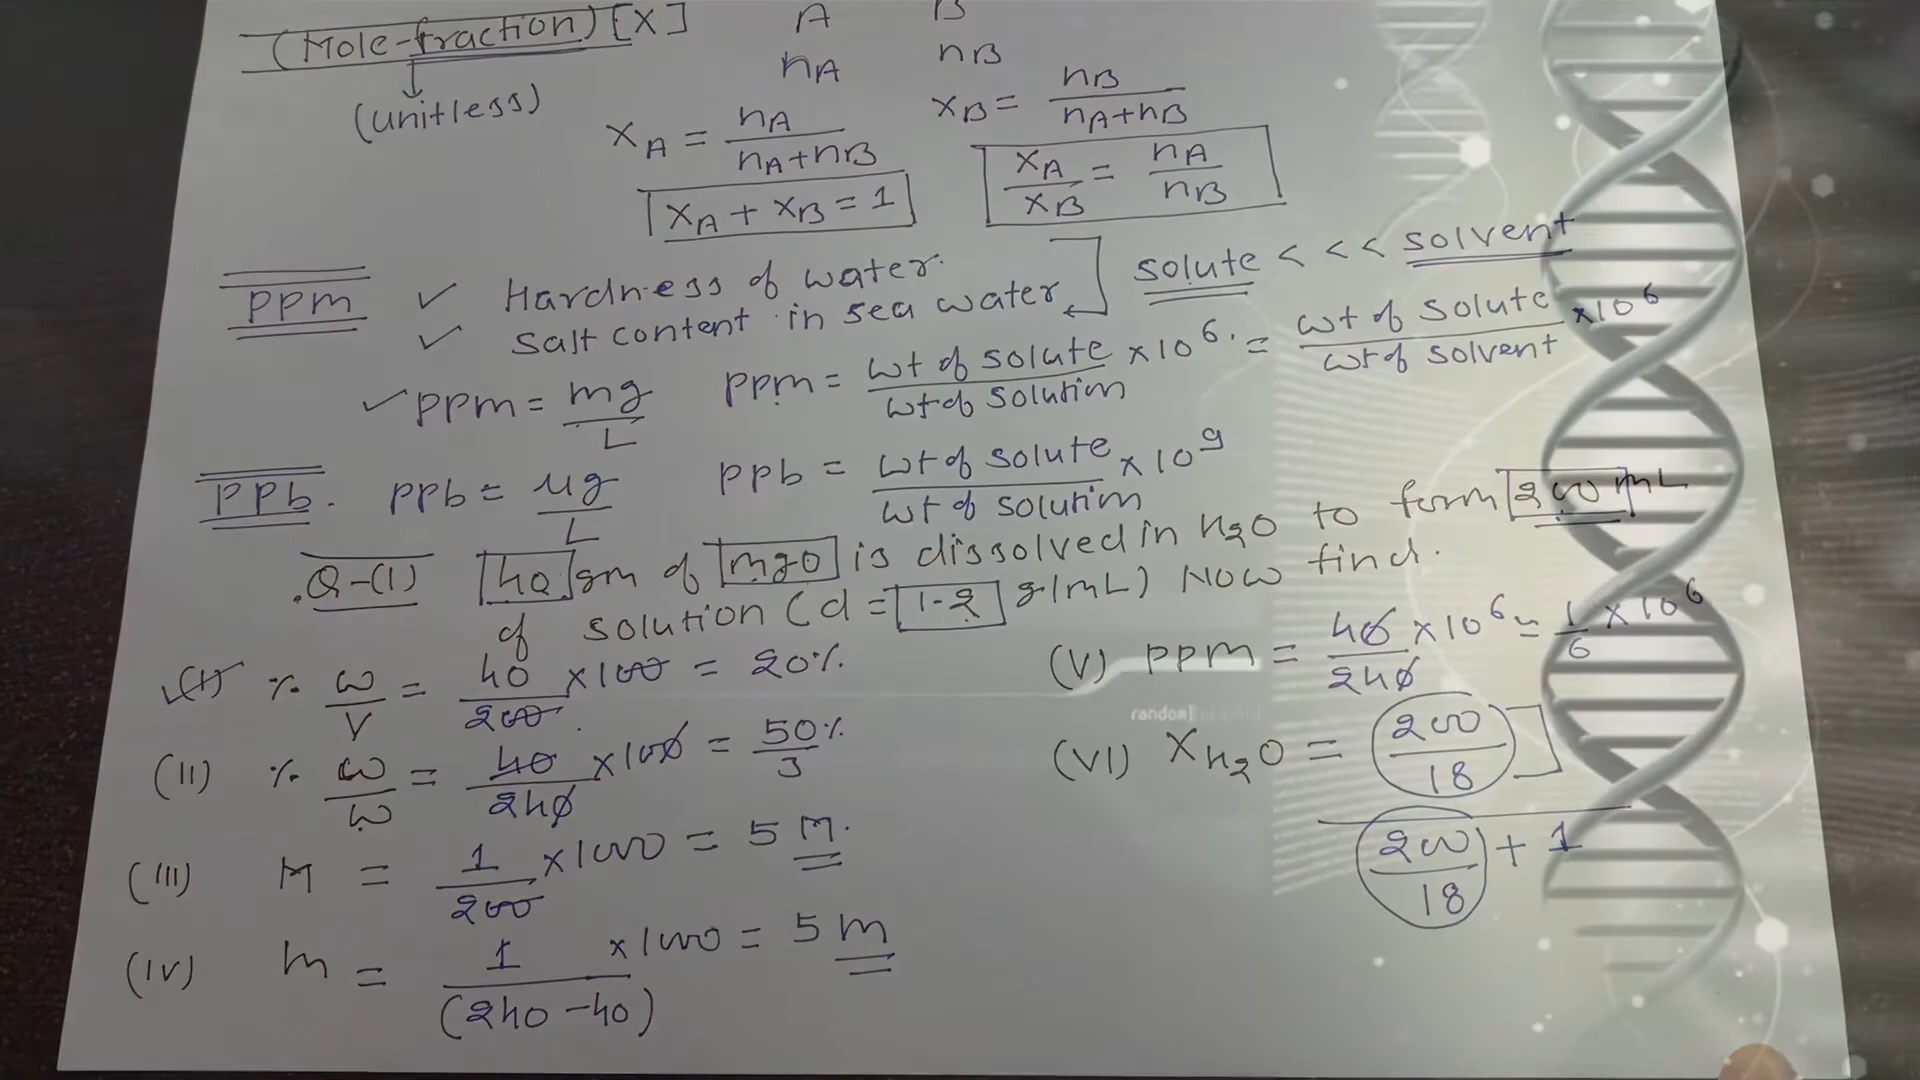 (Mole-fraction) [X] A B
nA nB
(unitless)
xA = nA / nA+nB xB = nB / nA+nB
xA + xB = 1 xA / xB = nA / nB
PPm ✓ Hardness of water. solute < < < solvent
✓ Salt content in sea water
✓ PPm = mg / L PPm = wt of solute / wt of solution × 10^6 = wt of solute / wt of solvent × 10^6
PPb. PPb = µg / L PPb = wt of solute / wt of solution × 10^9
Q-(1) 40 gm of mgo is dissolved in H2O to form 200 mL
of solution (d = 1.2 g/mL) Now find.
(I) % w / V = 40 / 200 × 100 = 20%.
(II) % w / w = 40 / 240 × 100 = 50 / 3 %
(III) M = 1 / 200 × 1000 = 5 M.
(IV) m = 1 / (240 - 40) × 1000 = 5 m
(V) PPm = 40 / 240 × 10^6 = 1 / 6 × 10^6
random
(VI) XH2O = 200 / 18
200 / 18 + 1